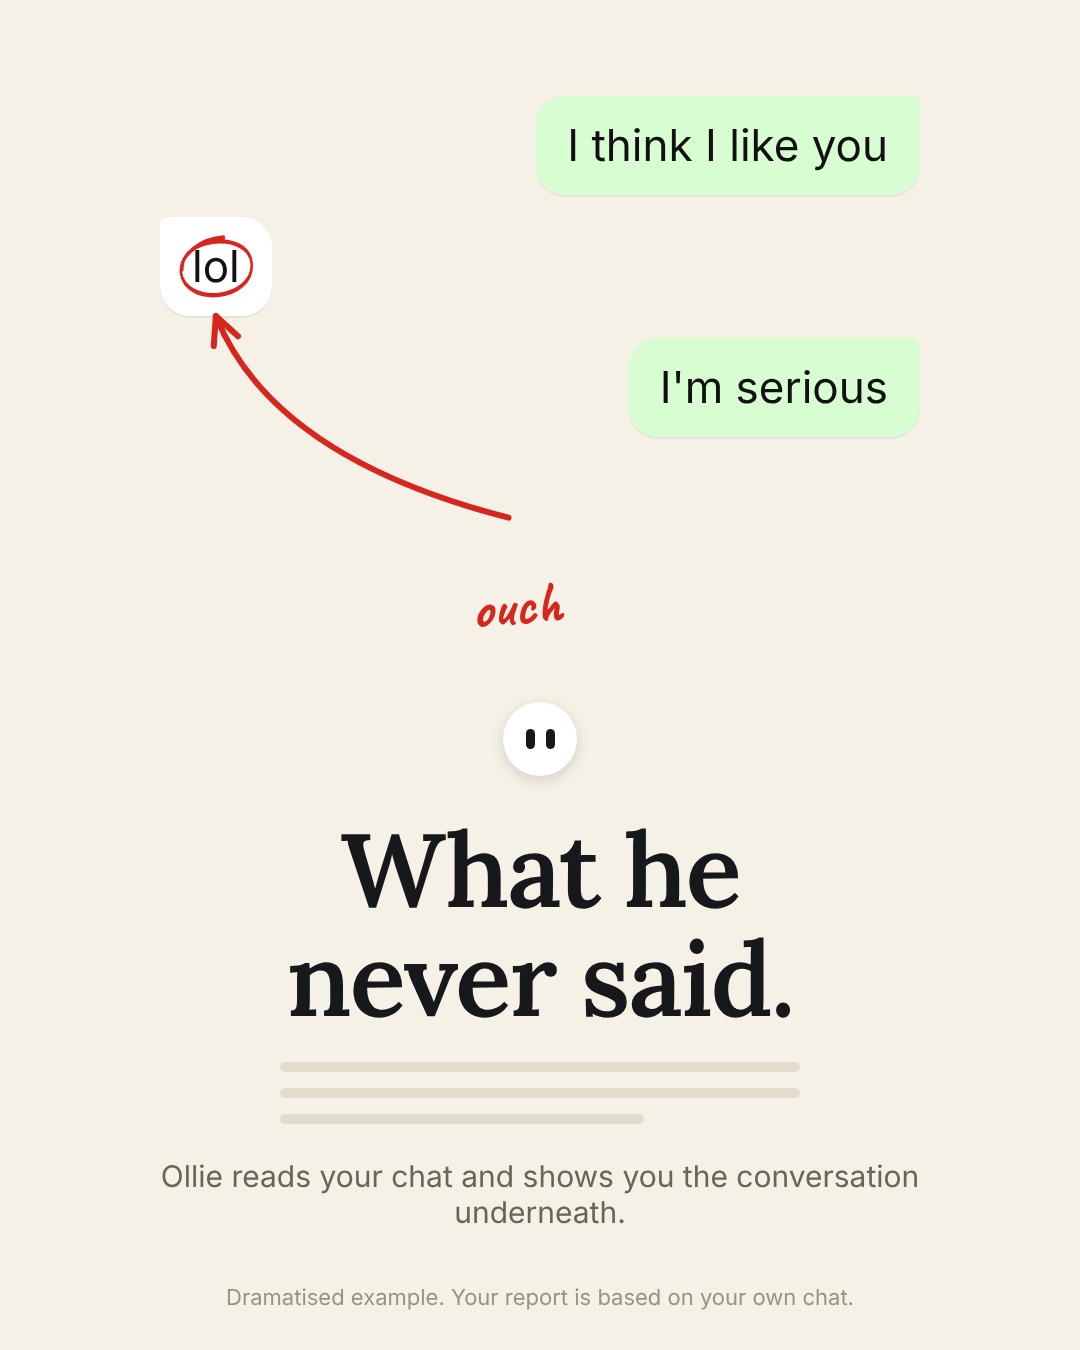 I think I like you
lol
I'm serious
ouch
What he
never said.
Ollie reads your chat and shows you the conversation
underneath.
Dramatised example. Your report is based on your own chat.